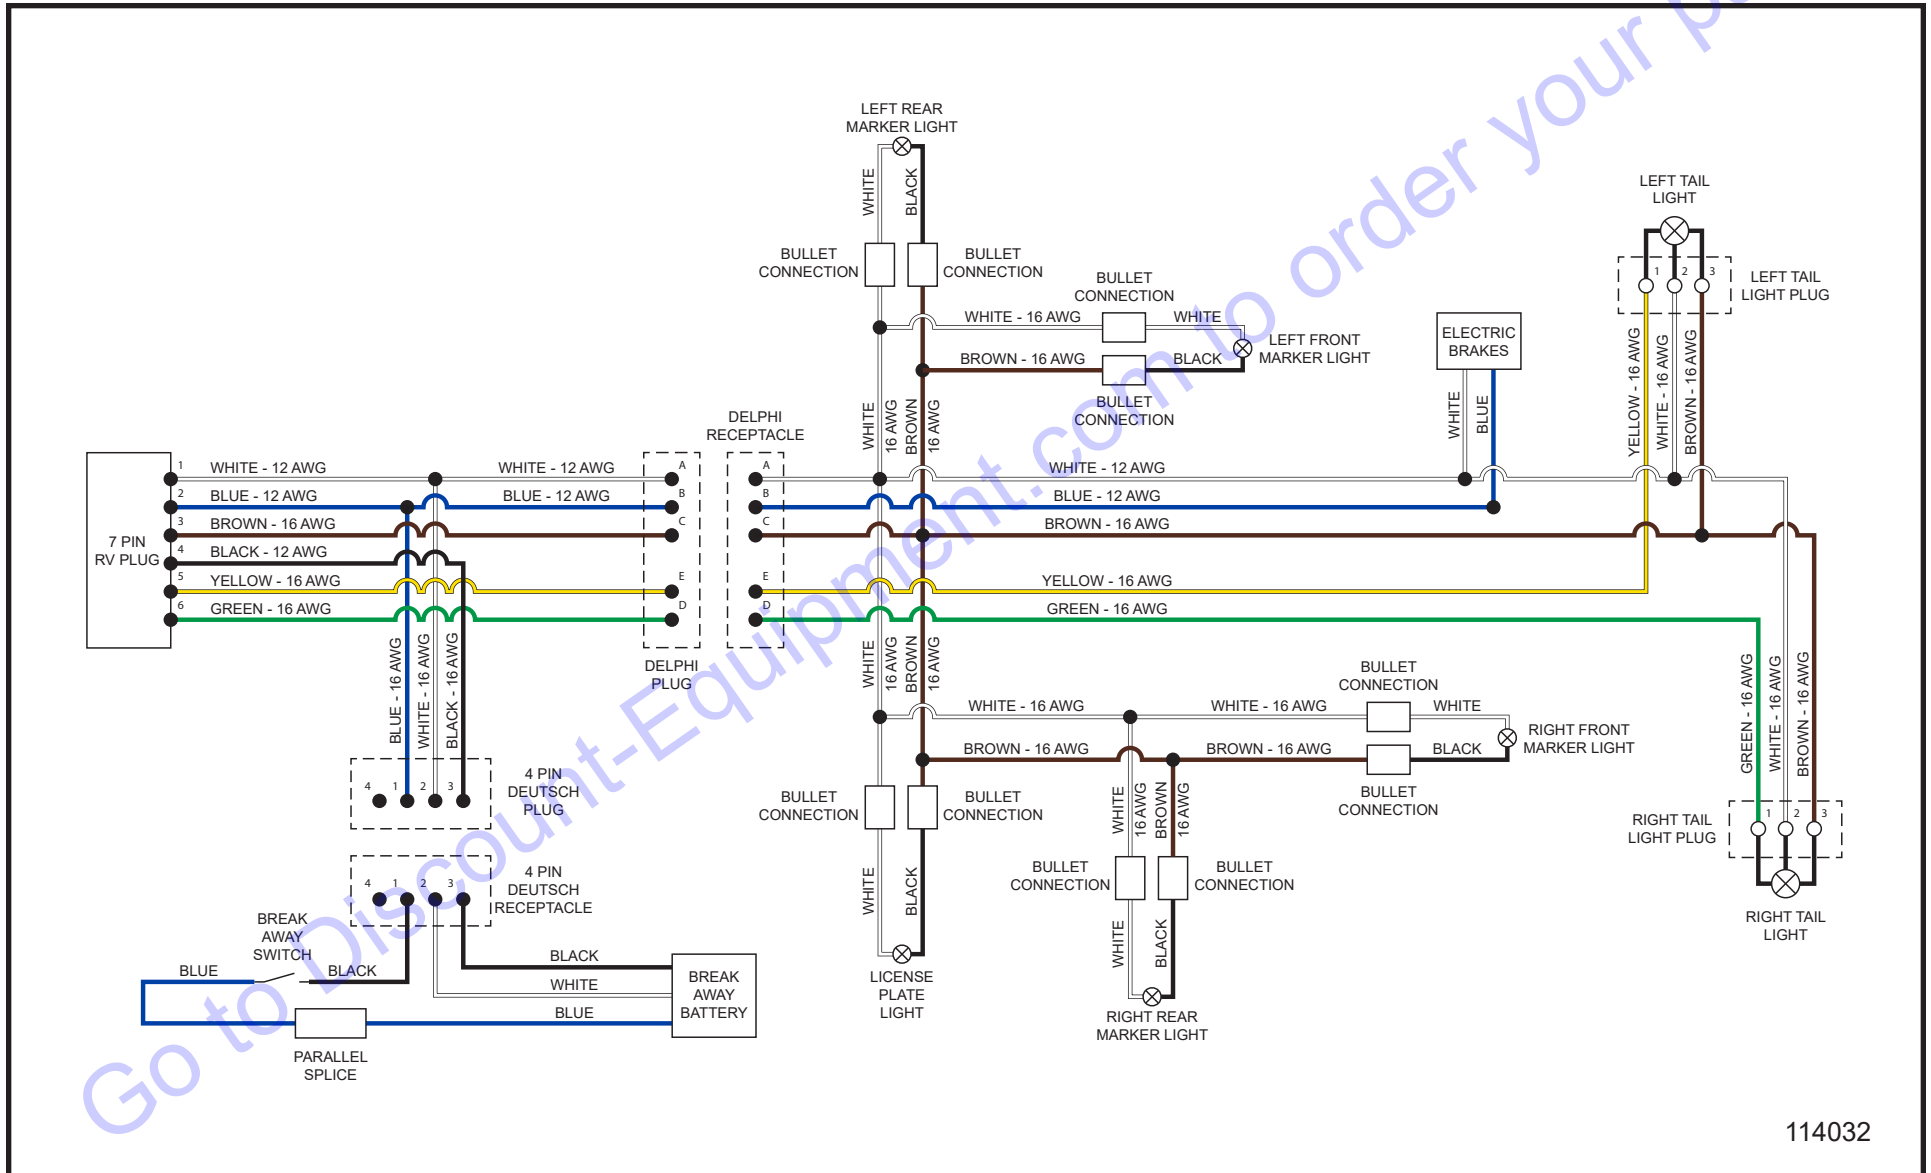 LEFT REAR
MARKER LIGHT
WHITE
BLACK
BULLET
CONNECTION
BULLET
CONNECTION
BULLET
CONNECTION
WHITE - 16 AWG
WHITE
LEFT FRONT
MARKER LIGHT
BROWN - 16 AWG
BLACK
BULLET
CONNECTION
WHITE
16 AWG
BROWN
16 AWG
ELECTRIC
BRAKES
WHITE
BLUE
LEFT TAIL
LIGHT
1
2
3
LEFT TAIL
LIGHT PLUG
YELLOW - 16 AWG
WHITE - 16 AWG
BROWN - 16 AWG
DELPHI
RECEPTACLE
7 PIN
RV PLUG
1
WHITE - 12 AWG
WHITE - 12 AWG
A
A
WHITE - 12 AWG
2
BLUE - 12 AWG
BLUE - 12 AWG
B
B
BLUE - 12 AWG
3
BROWN - 16 AWG
C
C
BROWN - 16 AWG
4
BLACK - 12 AWG
5
YELLOW - 16 AWG
E
E
YELLOW - 16 AWG
6
GREEN - 16 AWG
D
D
GREEN - 16 AWG
DELPHI
PLUG
BLUE - 16 AWG
WHITE - 16 AWG
BLACK - 16 AWG
WHITE
16 AWG
BROWN
16 AWG
BULLET
CONNECTION
WHITE - 16 AWG
WHITE - 16 AWG
WHITE
RIGHT FRONT
MARKER LIGHT
BROWN - 16 AWG
BROWN - 16 AWG
BLACK
BULLET
CONNECTION
GREEN - 16 AWG
WHITE - 16 AWG
BROWN - 16 AWG
4
1
2
3
4 PIN
DEUTSCH
PLUG
BULLET
CONNECTION
BULLET
CONNECTION
WHITE
16 AWG
BROWN
16 AWG
RIGHT TAIL
LIGHT PLUG
1
2
3
RIGHT TAIL
LIGHT
4
1
2
3
4 PIN
DEUTSCH
RECEPTACLE
WHITE
BLACK
BULLET
CONNECTION
BULLET
CONNECTION
WHITE
BLACK
BREAK
AWAY
SWITCH
BLUE
BLACK
BLACK
WHITE
BLUE
BREAK
AWAY
BATTERY
LICENSE
PLATE
LIGHT
RIGHT REAR
MARKER LIGHT
PARALLEL
SPLICE
114032
Go to Discount-Equipment.com to order your